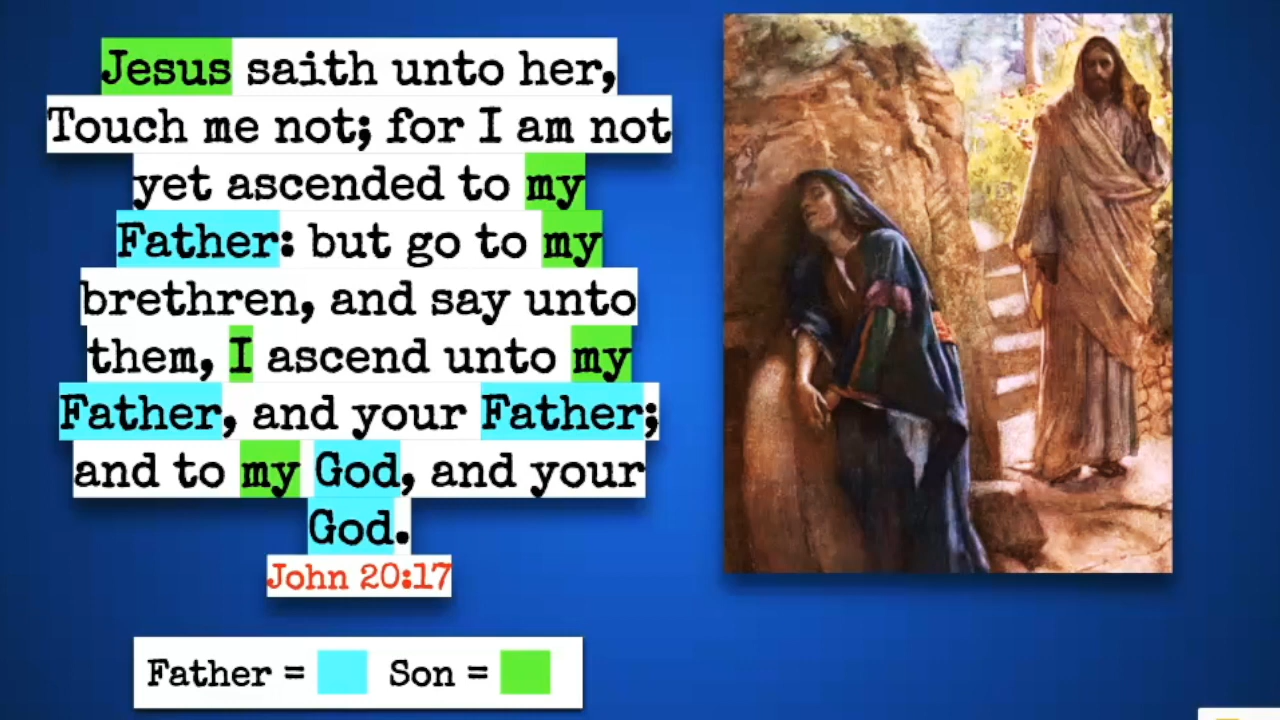 Jesus saith unto her,
Touch me not; for I am not
yet ascended to my
Father: but go to my
brethren, and say unto
them, I ascend unto my
Father, and your Father;
and to my God, and your
God.
John 20:17
Father = Son =